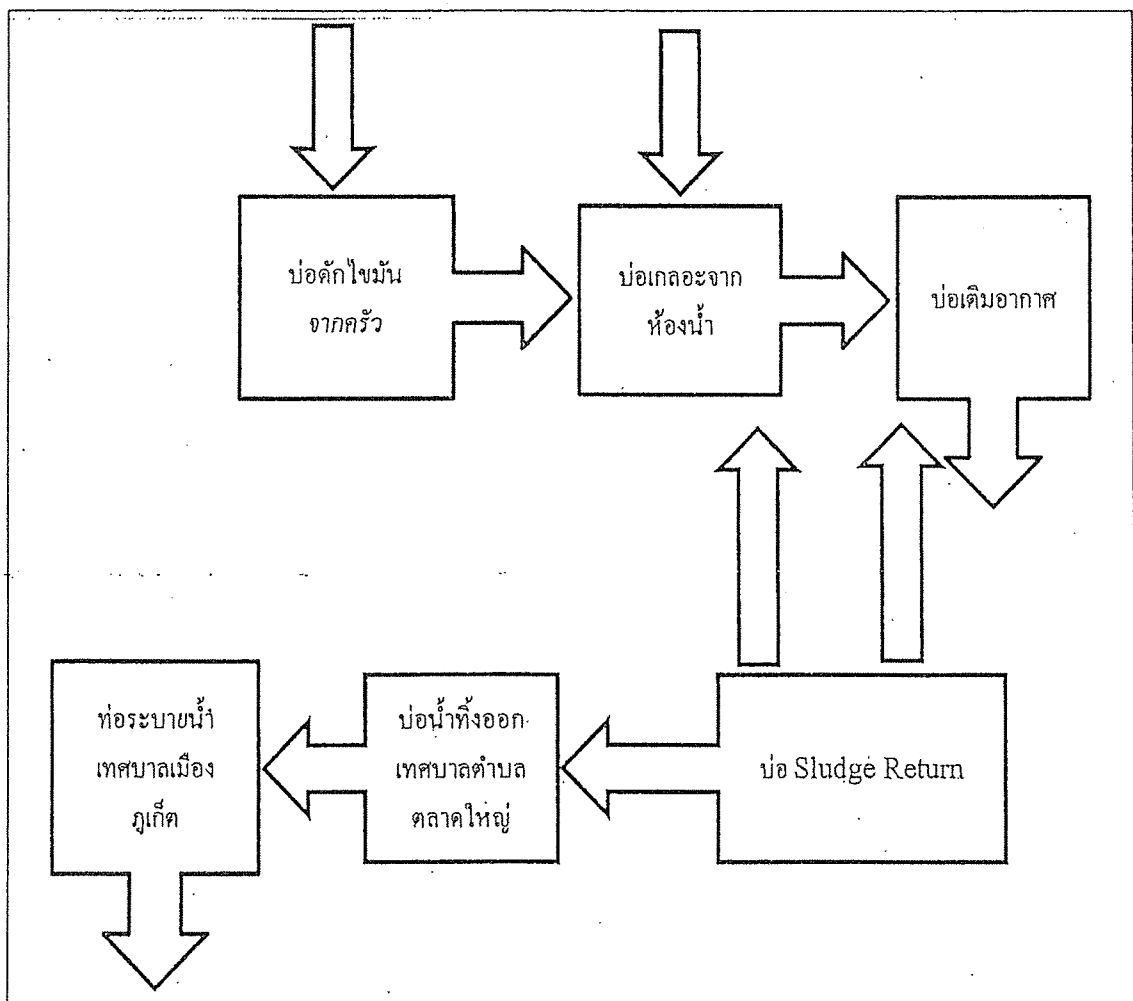 บ่อดักไขมัน
จากครัว
บ่อเกลอะจาก
ห้องน้ำ
บ่อเติมอากาศ
ท่อระบายน้ำ
เทศบาลเมือง
ภูเก็ต
บ่อน้ำทิ้งออก
เทศบาลตำบล
ตลาดใหญ่
บ่อ Sludge Return